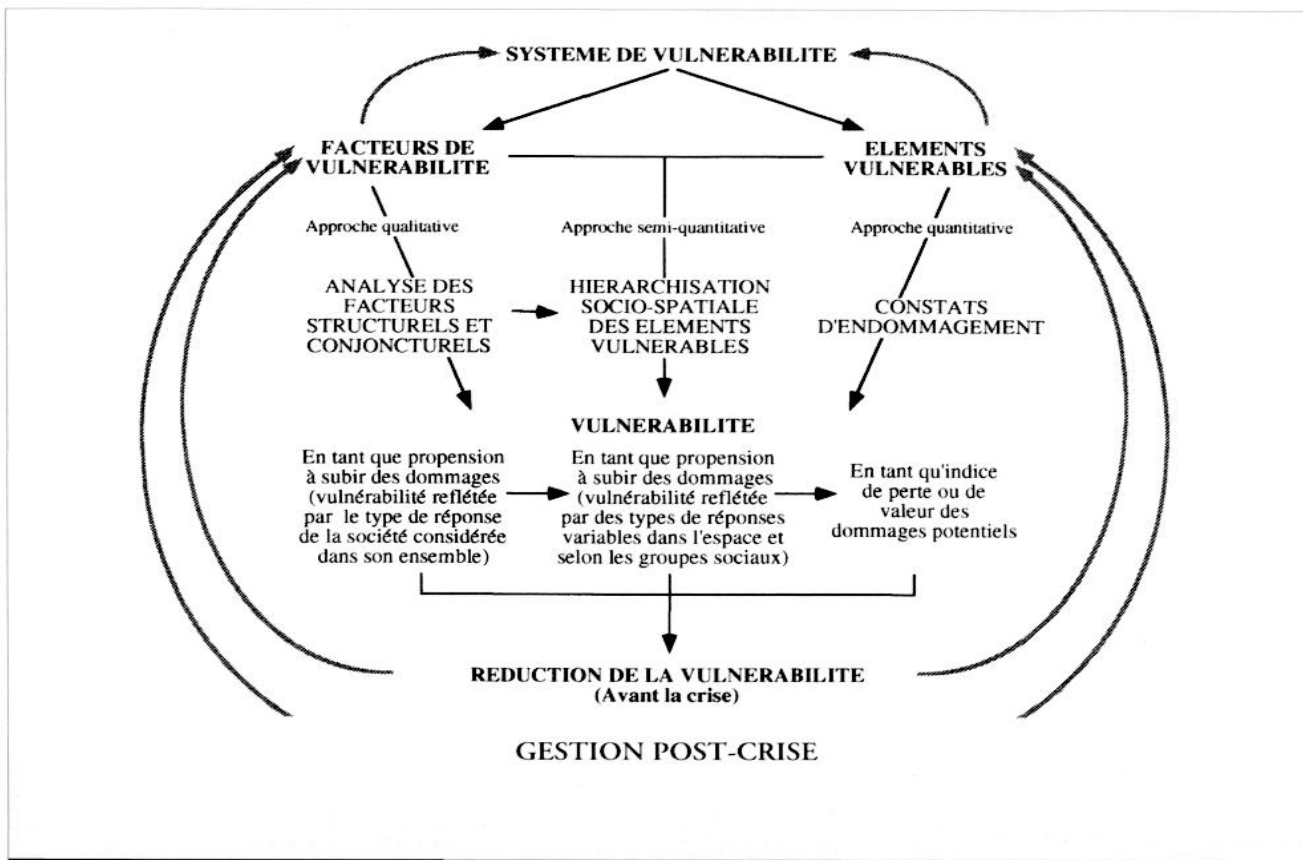 SYSTEME DE VULNERABILITE
FACTEURS DE
VULNERABILITE
ELEMENTS
VULNERABLES
Approche qualitative
Approche semi-quantitative
Approche quantitative
ANALYSE DES
FACTEURS
STRUCTURELS ET
CONJONCTURELS
HIERARCHISATION
SOCIO-SPATIALE
DES ELEMENTS
VULNERABLES
CONSTATS
D'ENDOMMAGEMENT
VULNERABILITE
En tant que propension
à subir des dommages
(vulnérabilité reflétée
par le type de réponse
de la société considérée
dans son ensemble)
En tant que propension
à subir des dommages
(vulnérabilité reflétée
par des types de réponses
variables dans l'espace et
selon les groupes sociaux)
En tant qu'indice
de perte ou de
valeur des
dommages potentiels
REDUCTION DE LA VULNERABILITE
(Avant la crise)
GESTION POST-CRISE